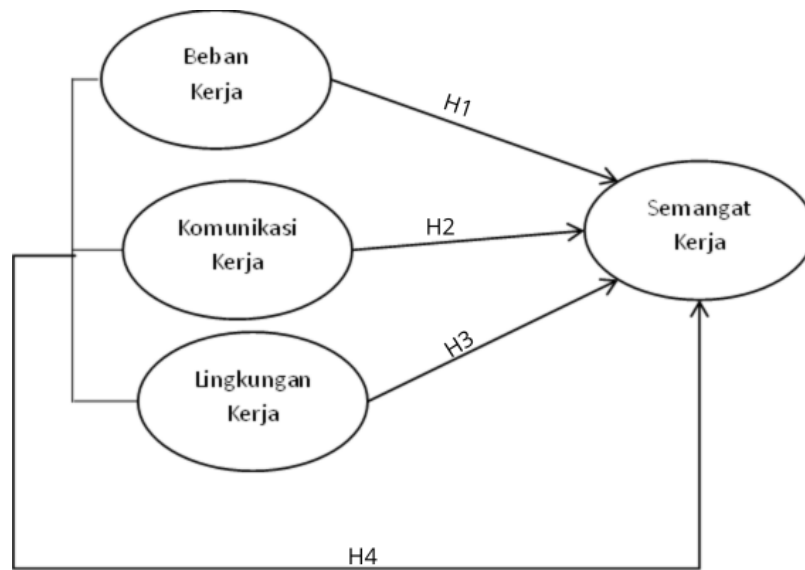 Beban
Kerja
H1
Komunikasi
Kerja
H2
Semangat
Kerja
Lingkungan
Kerja
H3
H4